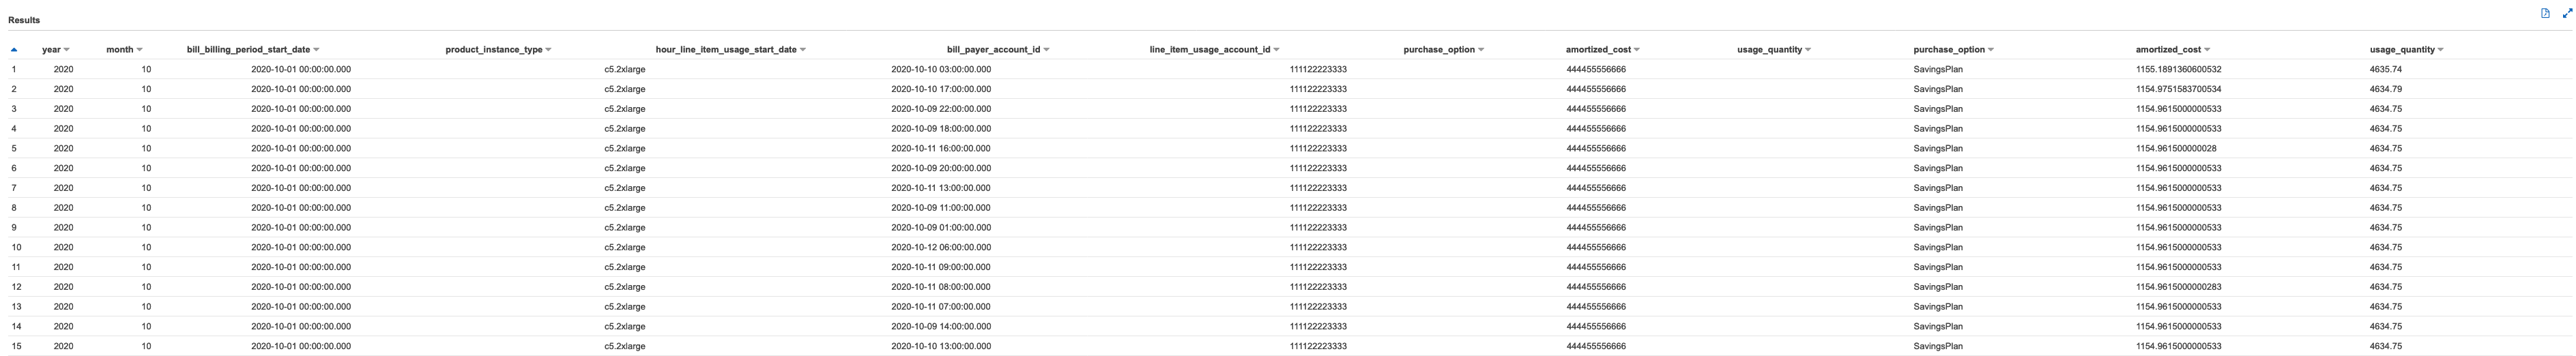 Results
year month bill_billing_period_start_date product_instance_type hour_line_item_usage_start_date bill_payer_account_id line_item_usage_account_id purchase_option amortized_cost usage_quantity purchase_option amortized_cost usage_quantity
1 2020 10 2020-10-01 00:00:00.000 c5.2xlarge 2020-10-10 03:00:00.000 111122223333 444455556666 SavingsPlan 1155.1891360600532 4635.74
2 2020 10 2020-10-01 00:00:00.000 c5.2xlarge 2020-10-10 17:00:00.000 111122223333 444455556666 SavingsPlan 1154.9751583700534 4634.79
3 2020 10 2020-10-01 00:00:00.000 c5.2xlarge 2020-10-09 22:00:00.000 111122223333 444455556666 SavingsPlan 1154.9615000000533 4634.75
4 2020 10 2020-10-01 00:00:00.000 c5.2xlarge 2020-10-09 18:00:00.000 111122223333 444455556666 SavingsPlan 1154.9615000000533 4634.75
5 2020 10 2020-10-01 00:00:00.000 c5.2xlarge 2020-10-11 16:00:00.000 111122223333 444455556666 SavingsPlan 1154.961500000028 4634.75
6 2020 10 2020-10-01 00:00:00.000 c5.2xlarge 2020-10-09 20:00:00.000 111122223333 444455556666 SavingsPlan 1154.9615000000533 4634.75
7 2020 10 2020-10-01 00:00:00.000 c5.2xlarge 2020-10-11 13:00:00.000 111122223333 444455556666 SavingsPlan 1154.9615000000533 4634.75
8 2020 10 2020-10-01 00:00:00.000 c5.2xlarge 2020-10-09 11:00:00.000 111122223333 444455556666 SavingsPlan 1154.9615000000533 4634.75
9 2020 10 2020-10-01 00:00:00.000 c5.2xlarge 2020-10-09 01:00:00.000 111122223333 444455556666 SavingsPlan 1154.9615000000533 4634.75
10 2020 10 2020-10-01 00:00:00.000 c5.2xlarge 2020-10-12 06:00:00.000 111122223333 444455556666 SavingsPlan 1154.9615000000533 4634.75
11 2020 10 2020-10-01 00:00:00.000 c5.2xlarge 2020-10-11 09:00:00.000 111122223333 444455556666 SavingsPlan 1154.9615000000533 4634.75
12 2020 10 2020-10-01 00:00:00.000 c5.2xlarge 2020-10-11 08:00:00.000 111122223333 444455556666 SavingsPlan 1154.9615000000283 4634.75
13 2020 10 2020-10-01 00:00:00.000 c5.2xlarge 2020-10-11 07:00:00.000 111122223333 444455556666 SavingsPlan 1154.9615000000533 4634.75
14 2020 10 2020-10-01 00:00:00.000 c5.2xlarge 2020-10-09 14:00:00.000 111122223333 444455556666 SavingsPlan 1154.9615000000533 4634.75
15 2020 10 2020-10-01 00:00:00.000 c5.2xlarge 2020-10-10 13:00:00.000 111122223333 444455556666 SavingsPlan 1154.9615000000533 4634.75